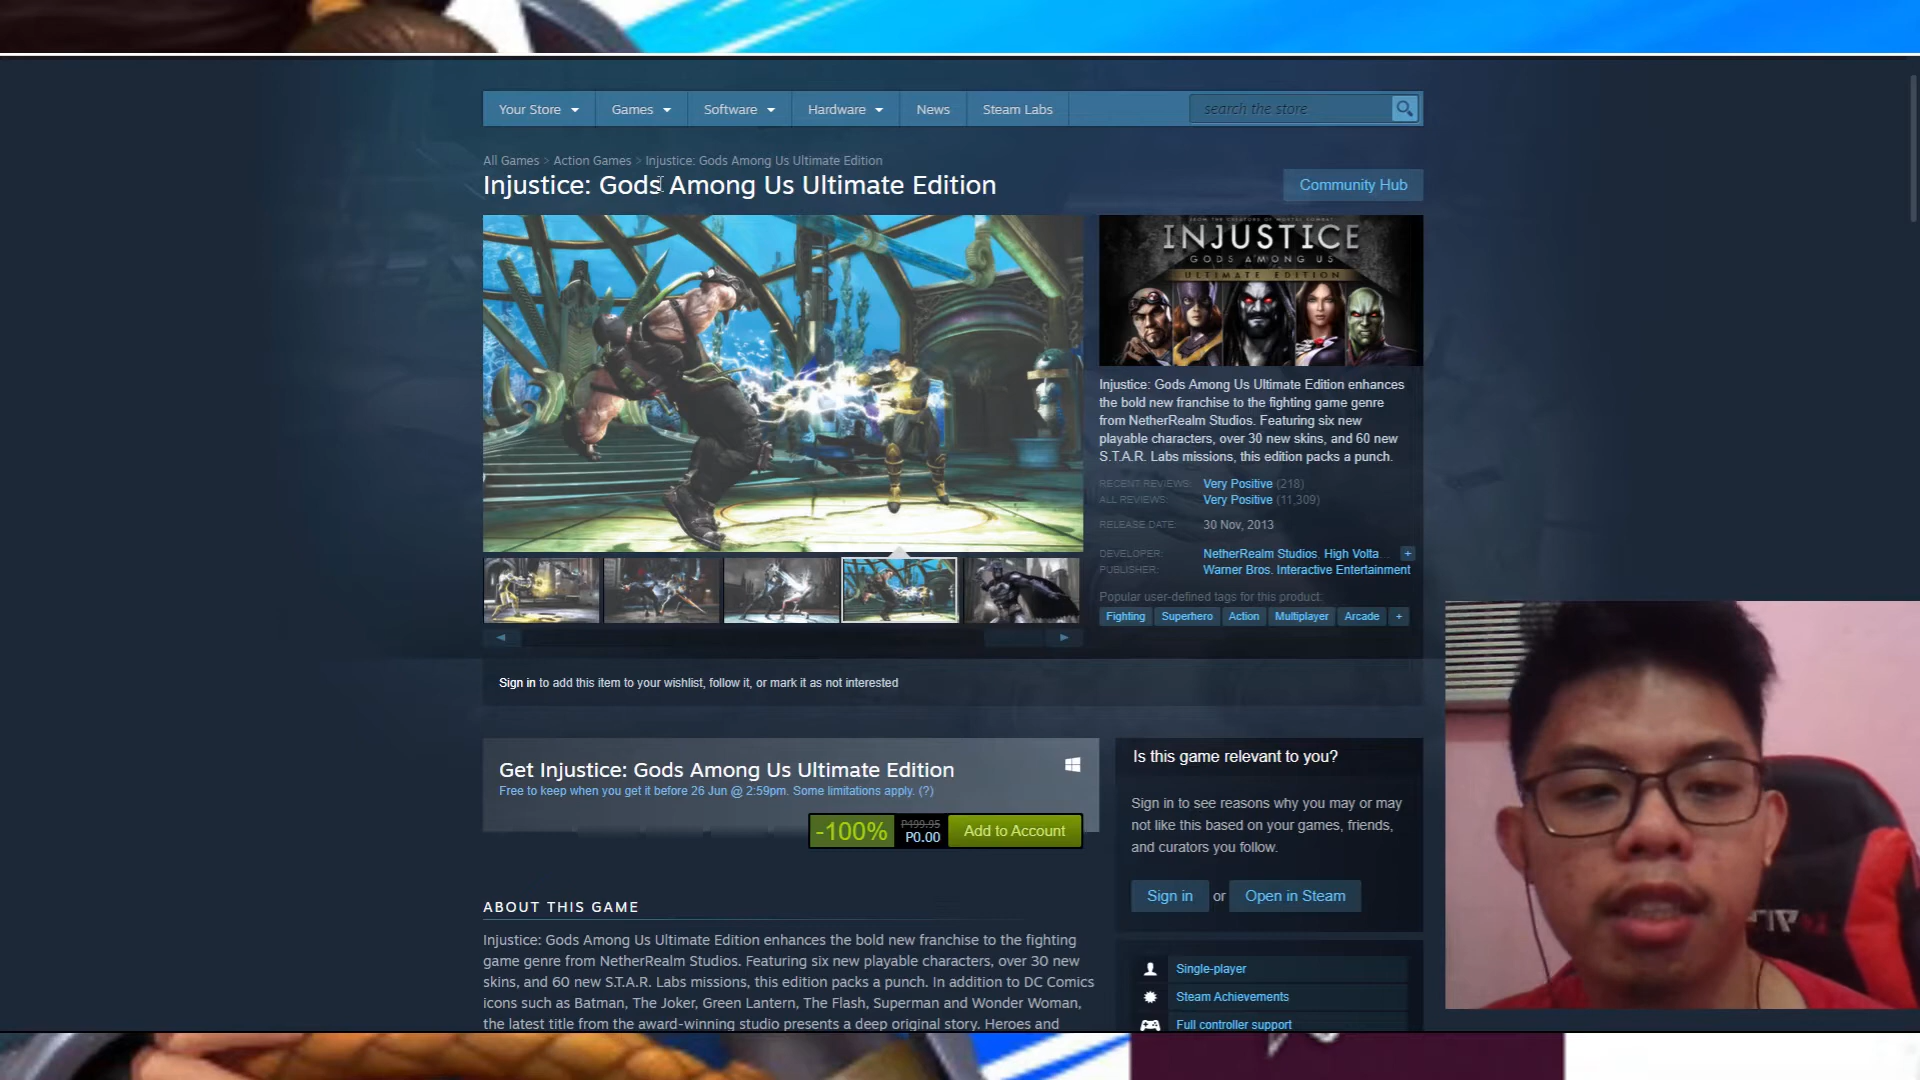 Your Store
Games
Software
Hardware
News
Steam Labs
search the store
All Games > Action Games > Injustice: Gods Among Us Ultimate Edition
Injustice: Gods Among Us Ultimate Edition
Community Hub
FROM THE CREATORS OF MORTAL KOMBAT
INJUSTICE
GODS AMONG US
ULTIMATE EDITION
Injustice: Gods Among Us Ultimate Edition enhances
the bold new franchise to the fighting game genre
from NetherRealm Studios. Featuring six new
playable characters, over 30 new skins, and 60 new
S.T.A.R. Labs missions, this edition packs a punch.
RECENT REVIEWS: Very Positive (218)
ALL REVIEWS: Very Positive (11,309)
RELEASE DATE: 30 Nov, 2013
DEVELOPER: NetherRealm Studios, High Volta... +
PUBLISHER: Warner Bros. Interactive Entertainment
Popular user-defined tags for this product:
Fighting Superhero Action Multiplayer Arcade +
Sign in to add this item to your wishlist, follow it, or mark it as not interested
Get Injustice: Gods Among Us Ultimate Edition
Free to keep when you get it before 26 Jun @ 2:59pm. Some limitations apply. (?)
-100%
P499.95
P0.00
Add to Account
Is this game relevant to you?
Sign in to see reasons why you may or may
not like this based on your games, friends,
and curators you follow.
Sign in or Open in Steam
ABOUT THIS GAME
Injustice: Gods Among Us Ultimate Edition enhances the bold new franchise to the fighting
game genre from NetherRealm Studios. Featuring six new playable characters, over 30 new
skins, and 60 new S.T.A.R. Labs missions, this edition packs a punch. In addition to DC Comics
icons such as Batman, The Joker, Green Lantern, The Flash, Superman and Wonder Woman,
the latest title from the award-winning studio presents a deep original story. Heroes and
Single-player
Steam Achievements
Full controller support